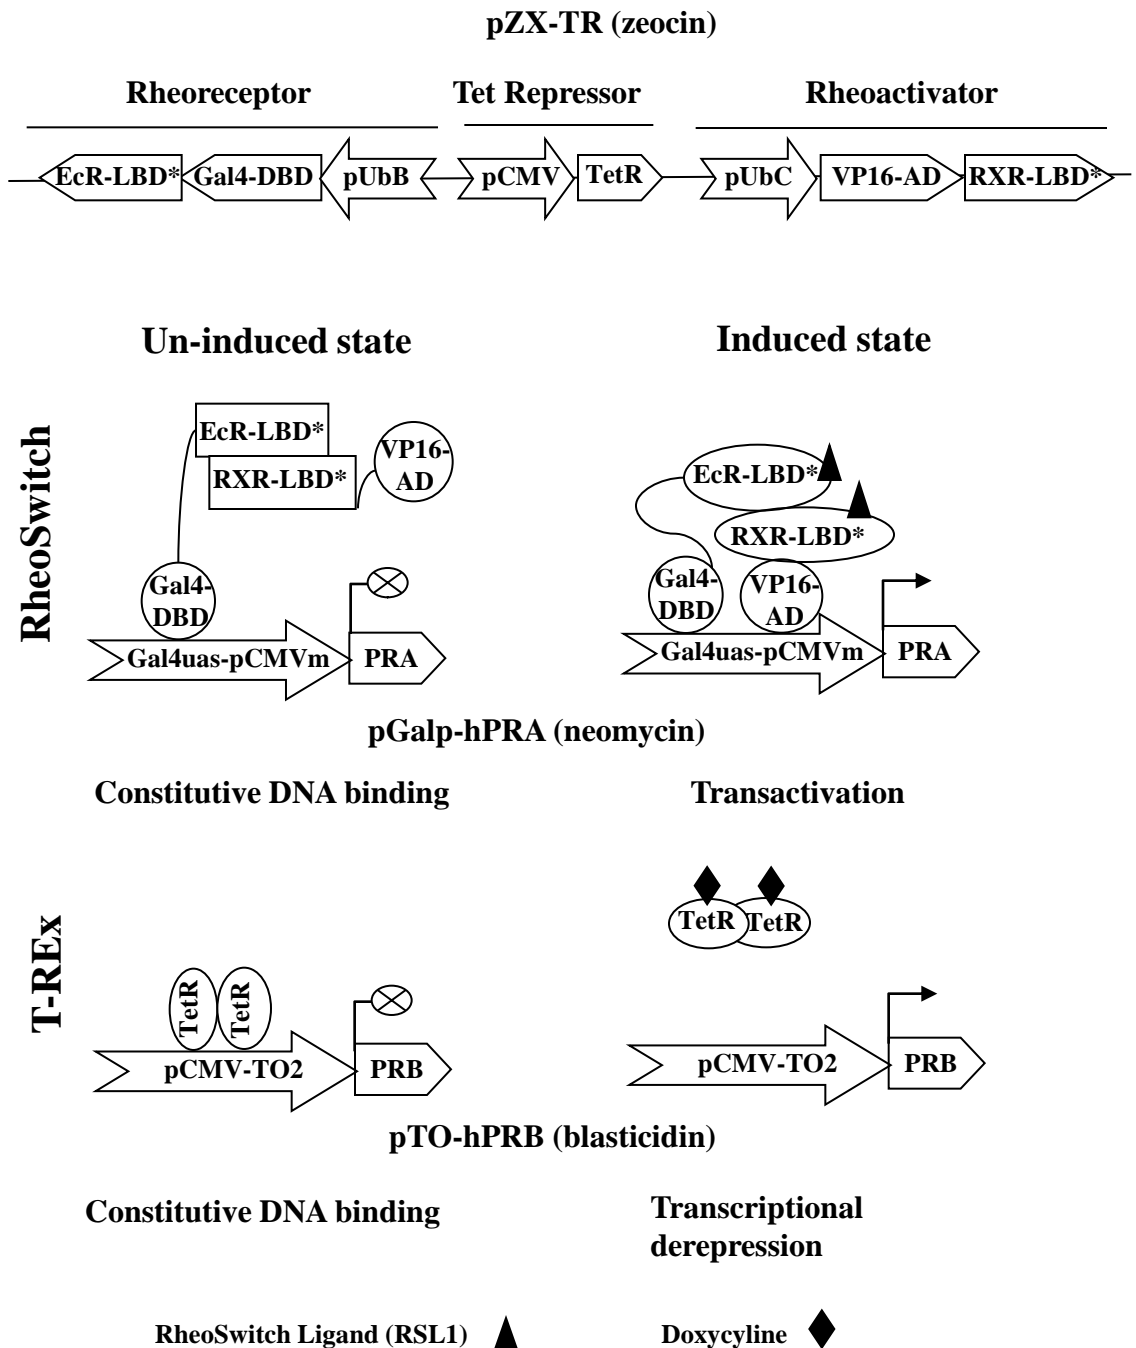 pZX-TR (zeocin)
Rheoreceptor Tet Repressor Rheoactivator
EcR-LBD* Gal4-DBD pUbB pCMV TetR pUbC VP16-AD RXR-LBD*
Un-induced state Induced state
RheoSwitch
EcR-LBD*
RXR-LBD*
VP16-
AD
Gal4-
DBD
Gal4uas-pCMVm PRA
EcR-LBD*
RXR-LBD*
Gal4-
DBD
VP16-
AD
Gal4uas-pCMVm PRA
pGalp-hPRA (neomycin)
Constitutive DNA binding Transactivation
T-REx
TetR TetR
pCMV-TO2 PRB
TetR TetR
pCMV-TO2 PRB
pTO-hPRB (blasticidin)
Constitutive DNA binding
Transcriptional
derepression
RheoSwitch Ligand (RSL1) Doxycyline